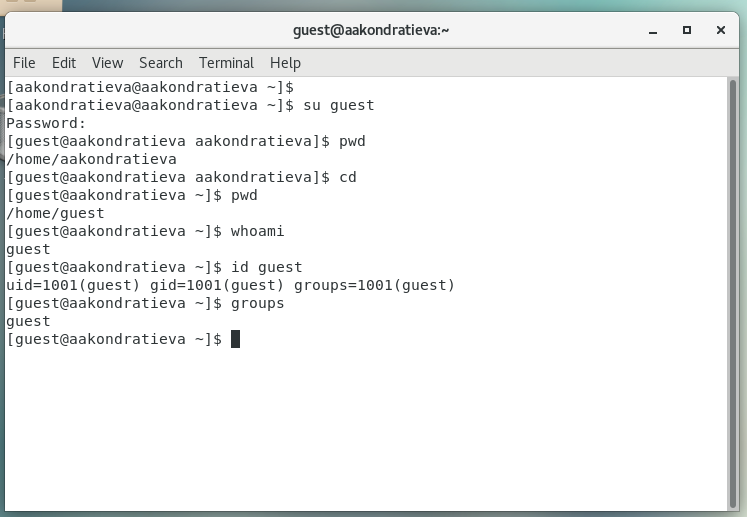 guest@aakondratieva:~
File Edit View Search Terminal Help
[aakondratieva@aakondratieva ~]$
[aakondratieva@aakondratieva ~]$ su guest
Password:
[guest@aakondratieva aakondratieva]$ pwd
/home/aakondratieva
[guest@aakondratieva aakondratieva]$ cd
[guest@aakondratieva ~]$ pwd
/home/guest
[guest@aakondratieva ~]$ whoami
guest
[guest@aakondratieva ~]$ id guest
uid=1001(guest) gid=1001(guest) groups=1001(guest)
[guest@aakondratieva ~]$ groups
guest
[guest@aakondratieva ~]$